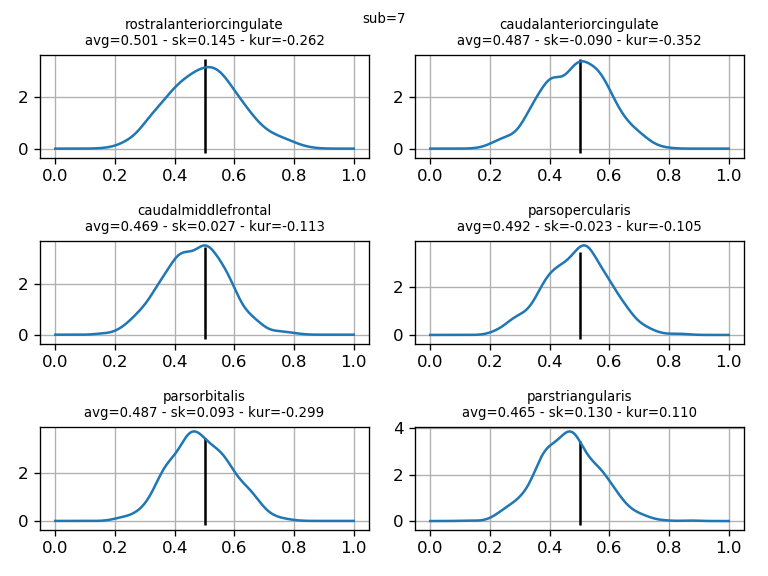 sub=7
rostralanteriorcingulate
avg=0.501 - sk=0.145 - kur=-0.262
2
0
0.0 0.2 0.4 0.6 0.8 1.0
caudalanteriorcingulate
avg=0.487 - sk=-0.090 - kur=-0.352
2
0
0.0 0.2 0.4 0.6 0.8 1.0
caudalmiddlefrontal
avg=0.469 - sk=0.027 - kur=-0.113
2
0
0.0 0.2 0.4 0.6 0.8 1.0
parsopercularis
avg=0.492 - sk=-0.023 - kur=-0.105
2
0
0.0 0.2 0.4 0.6 0.8 1.0
parsorbitalis
avg=0.487 - sk=0.093 - kur=-0.299
2
0
0.0 0.2 0.4 0.6 0.8 1.0
parstriangularis
avg=0.465 - sk=0.130 - kur=0.110
4
2
0
0.0 0.2 0.4 0.6 0.8 1.0